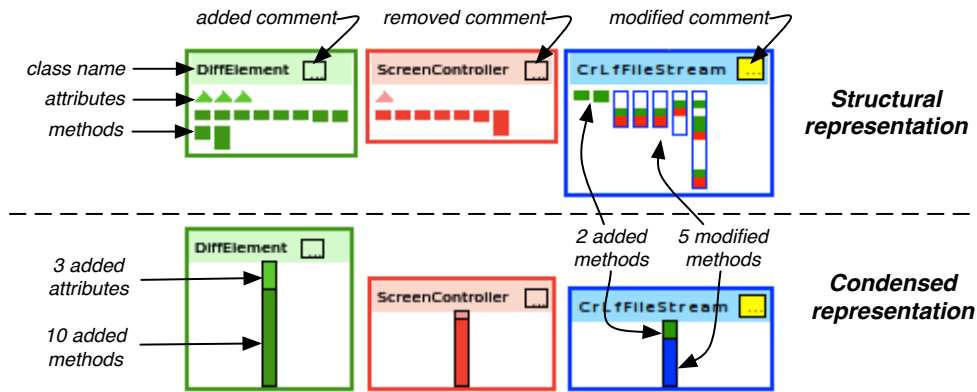 added comment
removed comment
modified comment
class name
DiffElement
...
ScreenController
...
CrLfFileStream
...
attributes
methods
Structural
representation
DiffElement
...
2 added
methods
5 modified
methods
3 added
attributes
ScreenController
...
CrLfFileStream
...
Condensed
representation
10 added
methods